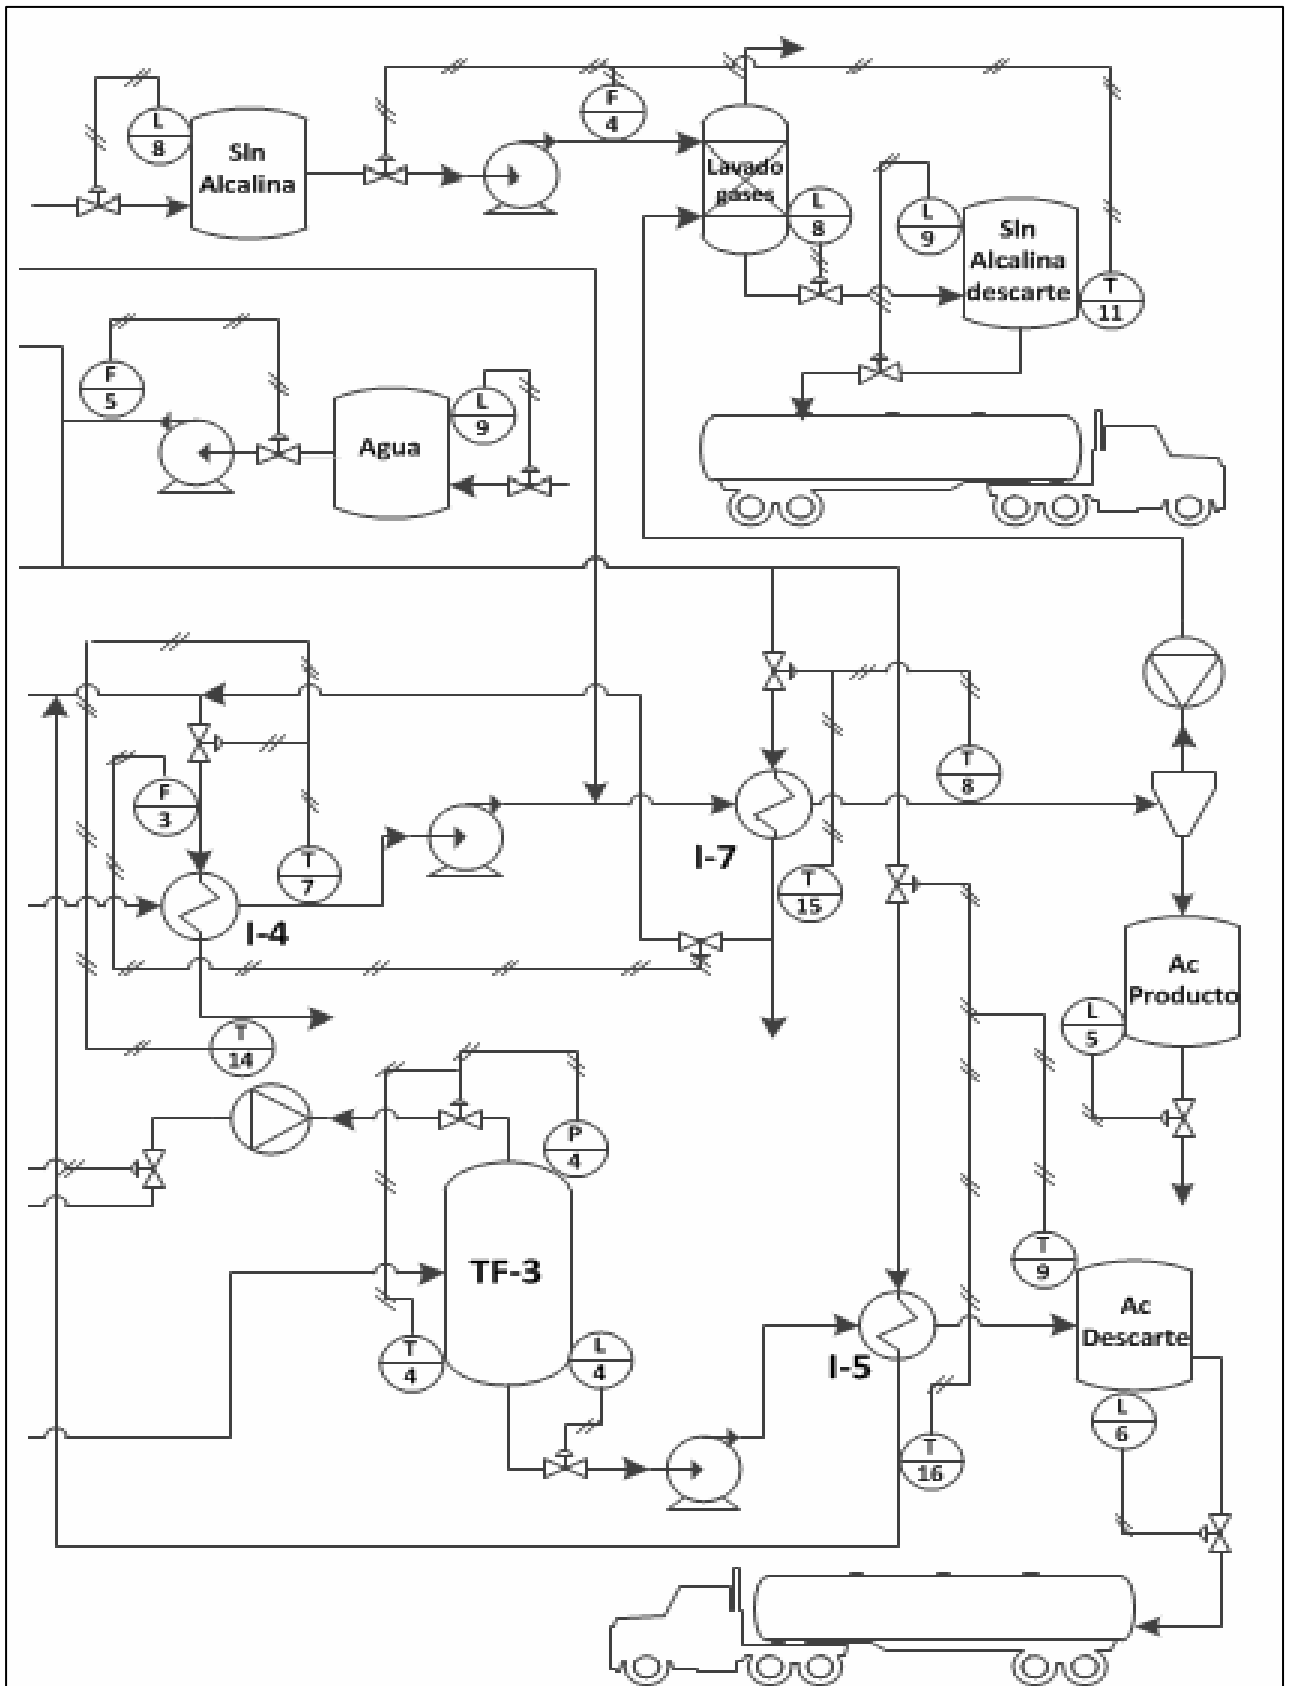 F
4
L
8
Sln
Alcalina
Lavado
gases
L
8
L
9
Sln
Alcalina
descarte
T
11
F
5
L
9
Agua
T
8
F
3
I-7
T
7
T
15
I-4
Ac
Producto
L
5
T
14
P
4
T
9
TF-3
Ac
Descarte
T
4
L
4
I-5
L
6
T
16